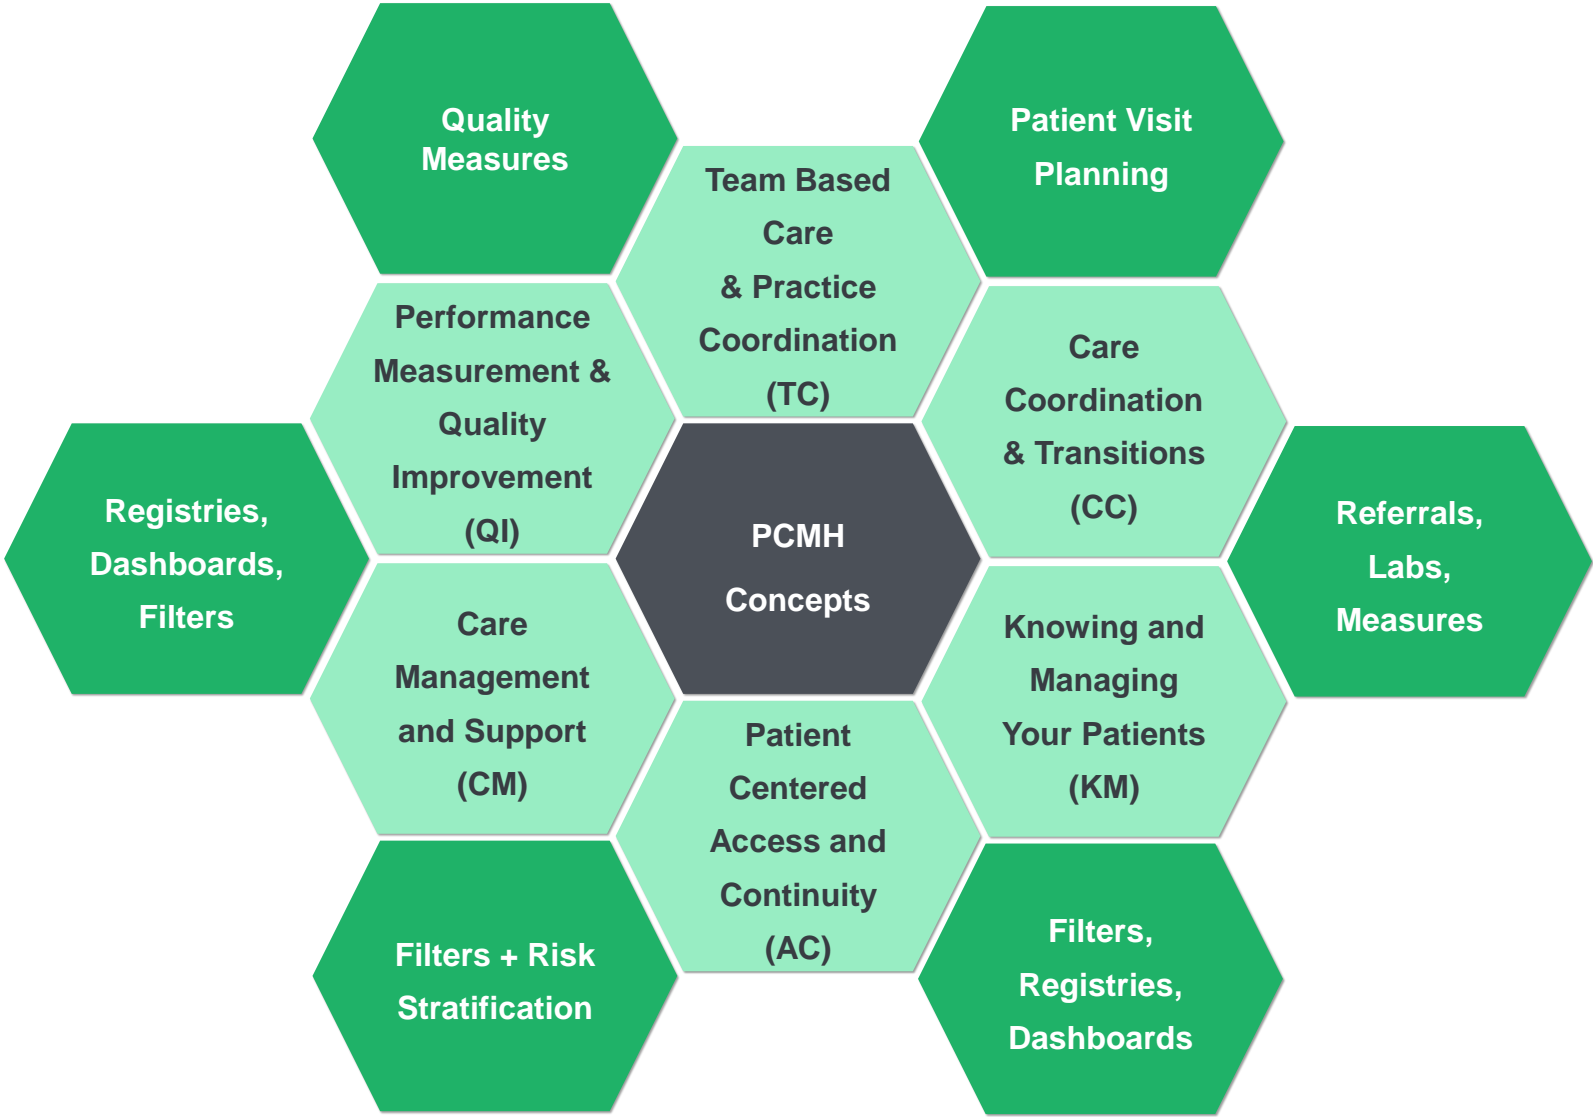 Quality
Measures
Patient Visit
Planning
Team Based
Care
& Practice
Coordination
(TC)
Performance
Measurement &
Quality
Improvement
(QI)
Care
Coordination
& Transitions
(CC)
Registries,
Dashboards,
Filters
PCMH
Concepts
Referrals,
Labs,
Measures
Care
Management
and Support
(CM)
Knowing and
Managing
Your Patients
(KM)
Patient
Centered
Access and
Continuity
(AC)
Filters + Risk
Stratification
Filters,
Registries,
Dashboards